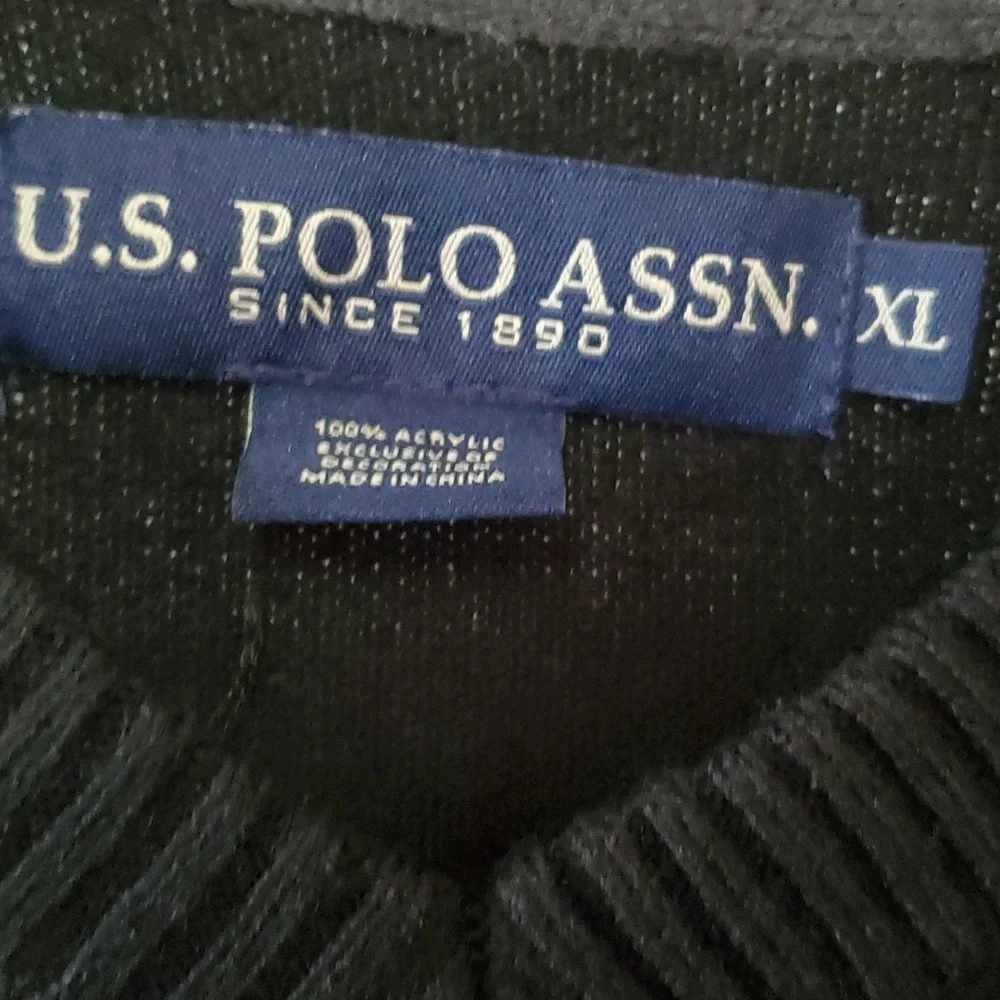 U.S. POLO ASSN.
SINCE 1890
XL
100% ACRYLIC
EXCLUSIVE OF
DECORATION
MADE IN CHINA